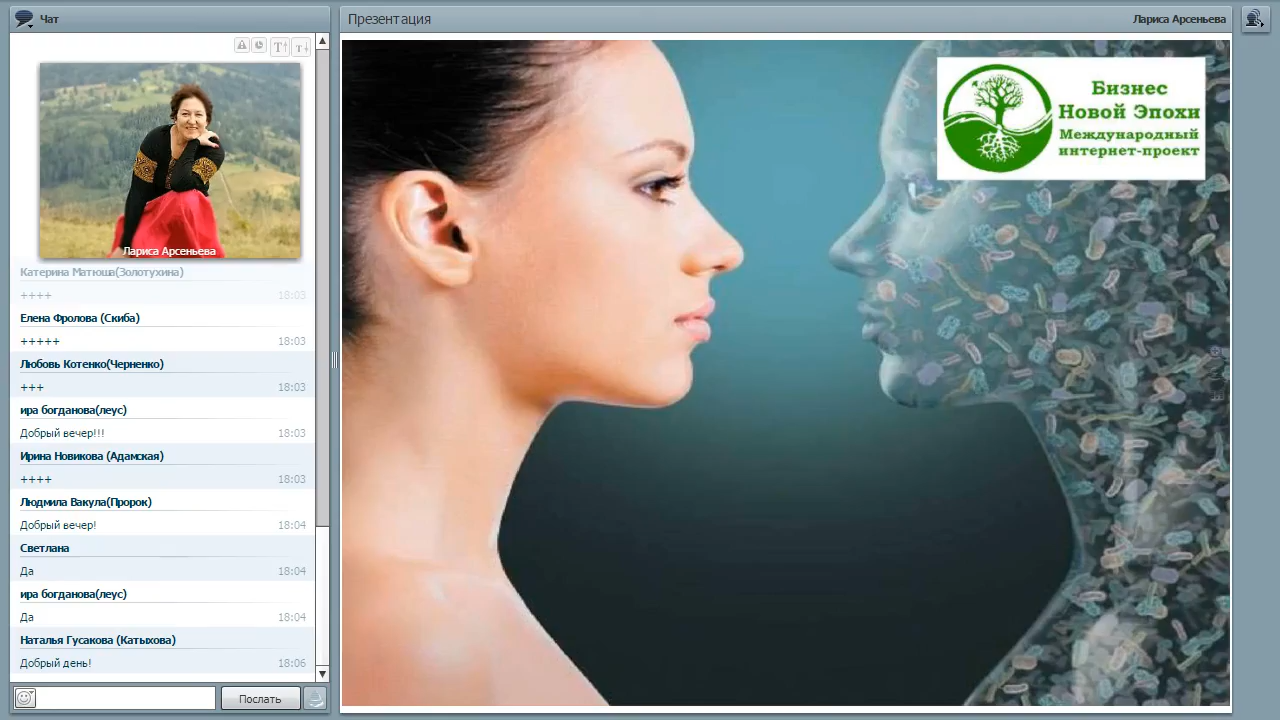 Чат
Лариса Арсеньева
Катерина Матюша(Золотухина)
++++ 18:03
Елена Фролова (Скиба)
+++++ 18:03
Любовь Котенко(Черненко)
+++ 18:03
ира богданова(леус)
Добрый вечер!!! 18:03
Ирина Новикова (Адамская)
++++ 18:03
Людмила Вакула(Пророк)
Добрый вечер! 18:04
Светлана
Да 18:04
ира богданова(леус)
Да 18:04
Наталья Гусакова (Катыхова)
Добрый день! 18:06
Послать
Презентация
Лариса Арсеньева
Бизнес
Новой Эпохи
Международный
интернет-проект